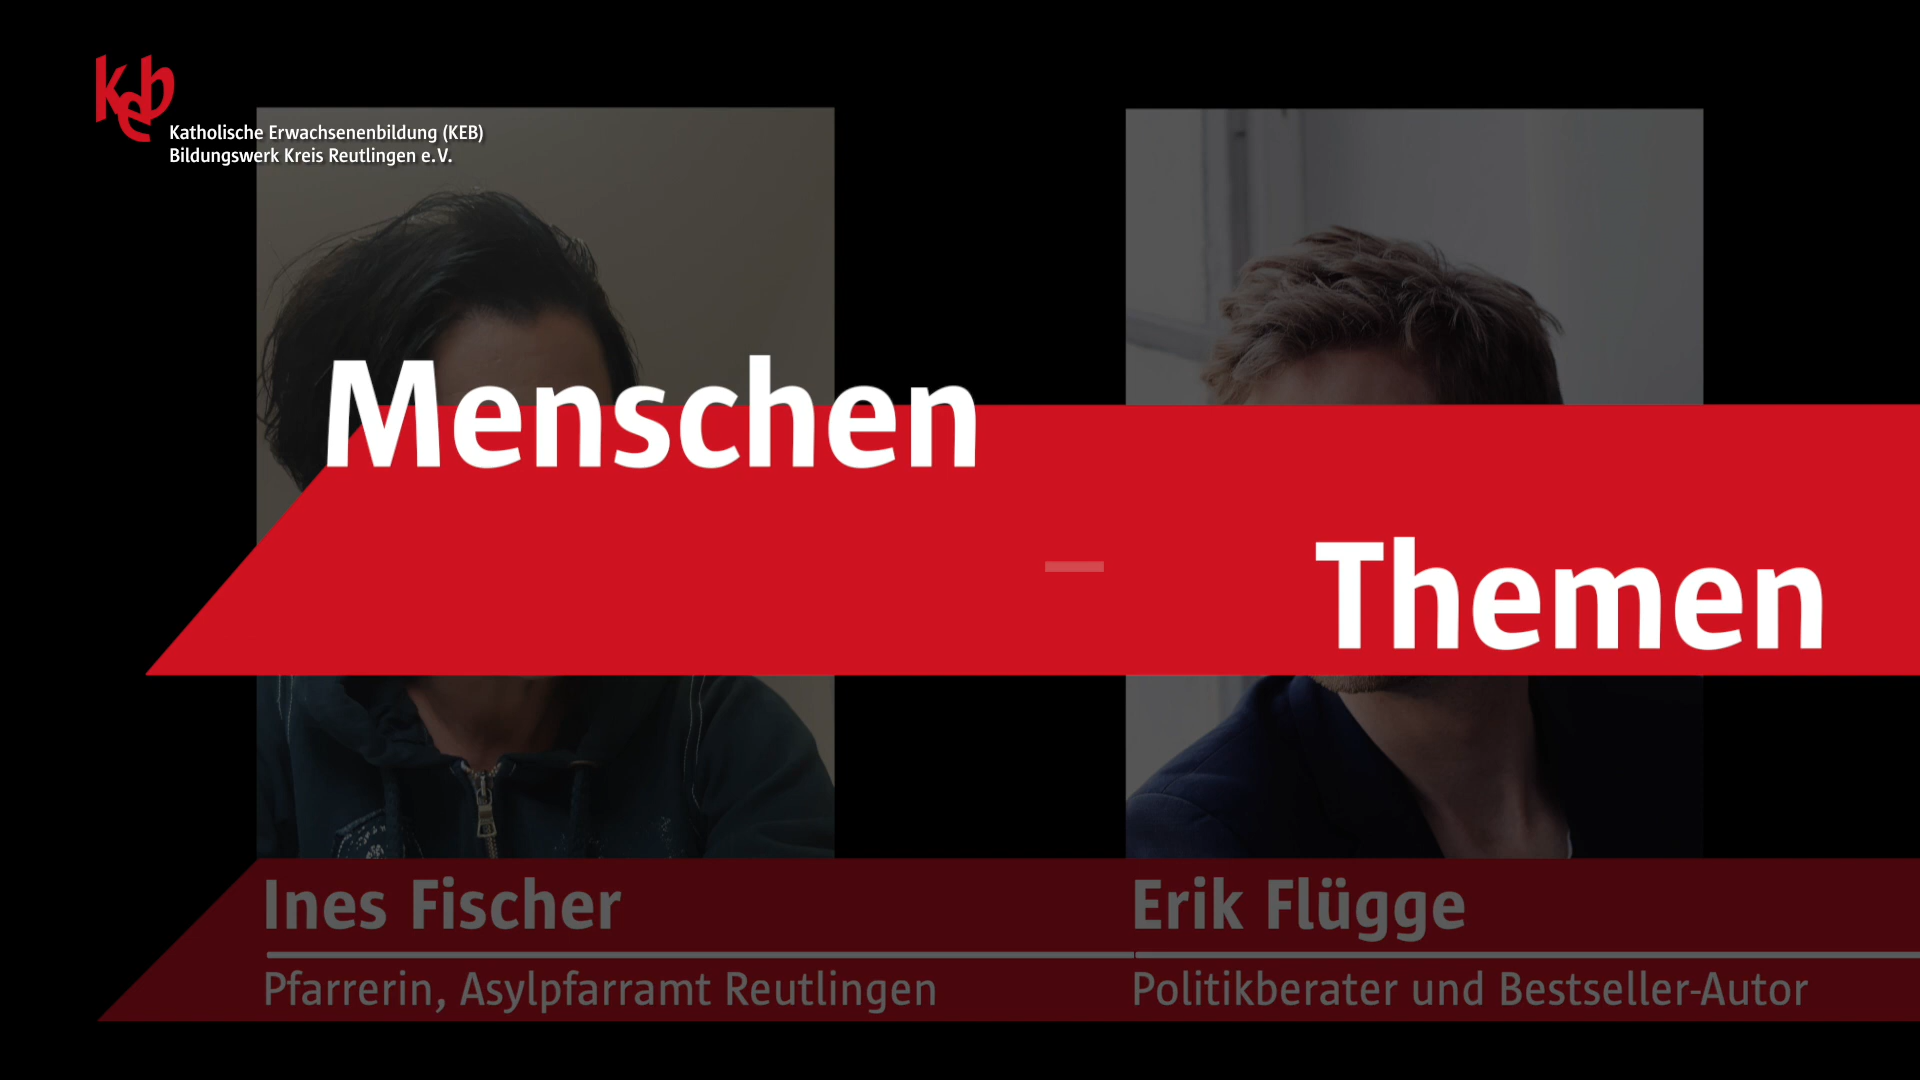 keb
Katholische Erwachsenenbildung (KEB)
Bildungswerk Kreis Reutlingen e.V.
Menschen
–
Themen
Ines Fischer
Pfarrerin, Asylpfarramt Reutlingen
Erik Flügge
Politikberater und Bestseller-Autor